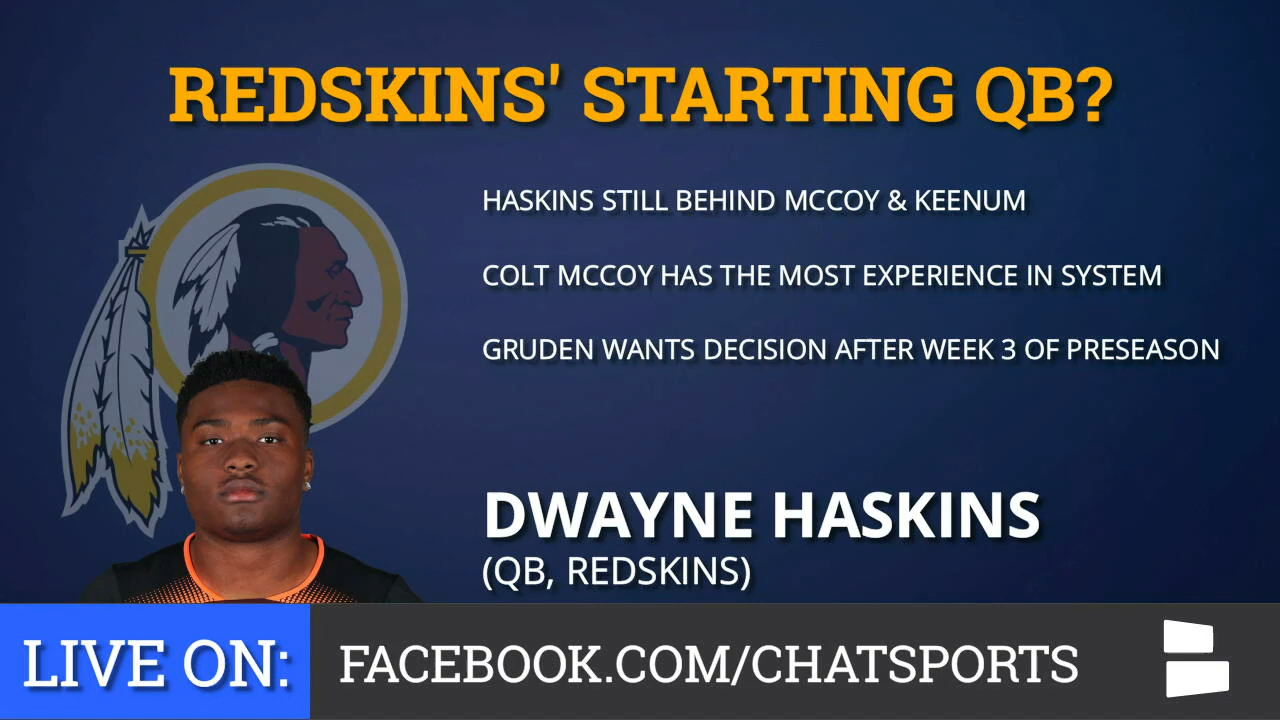 REDSKINS' STARTING QB?
HASKINS STILL BEHIND MCCOY & KEENUM
COLT MCCOY HAS THE MOST EXPERIENCE IN SYSTEM
GRUDEN WANTS DECISION AFTER WEEK 3 OF PRESEASON
DWAYNE HASKINS
(QB, REDSKINS)
LIVE ON: FACEBOOK.COM/CHATSPORTS